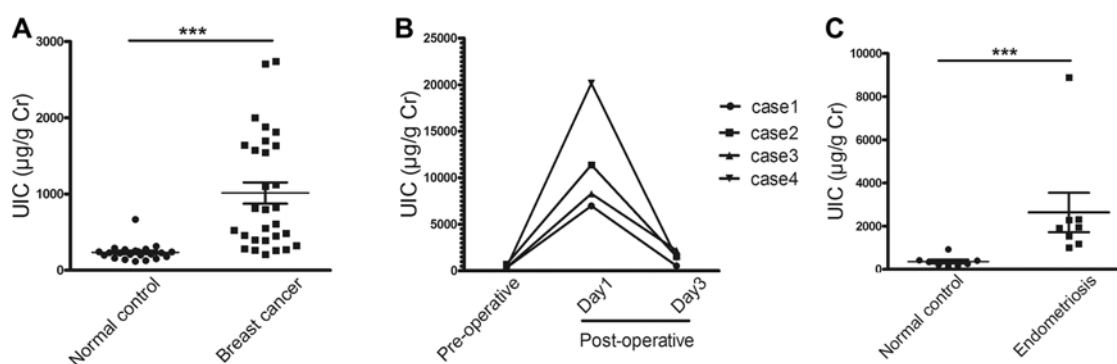 A
***
3000
2000
1000
0
UIC (µg/g Cr)
Normal control
Breast cancer
B
25000
20000
15000
10000
5000
0
UIC (µg/g Cr)
Pre-operative
Day1
Day3
Post-operative
case1
case2
case3
case4
C
***
10000
8000
6000
4000
2000
0
UIC (µg/g Cr)
Normal control
Endometriosis